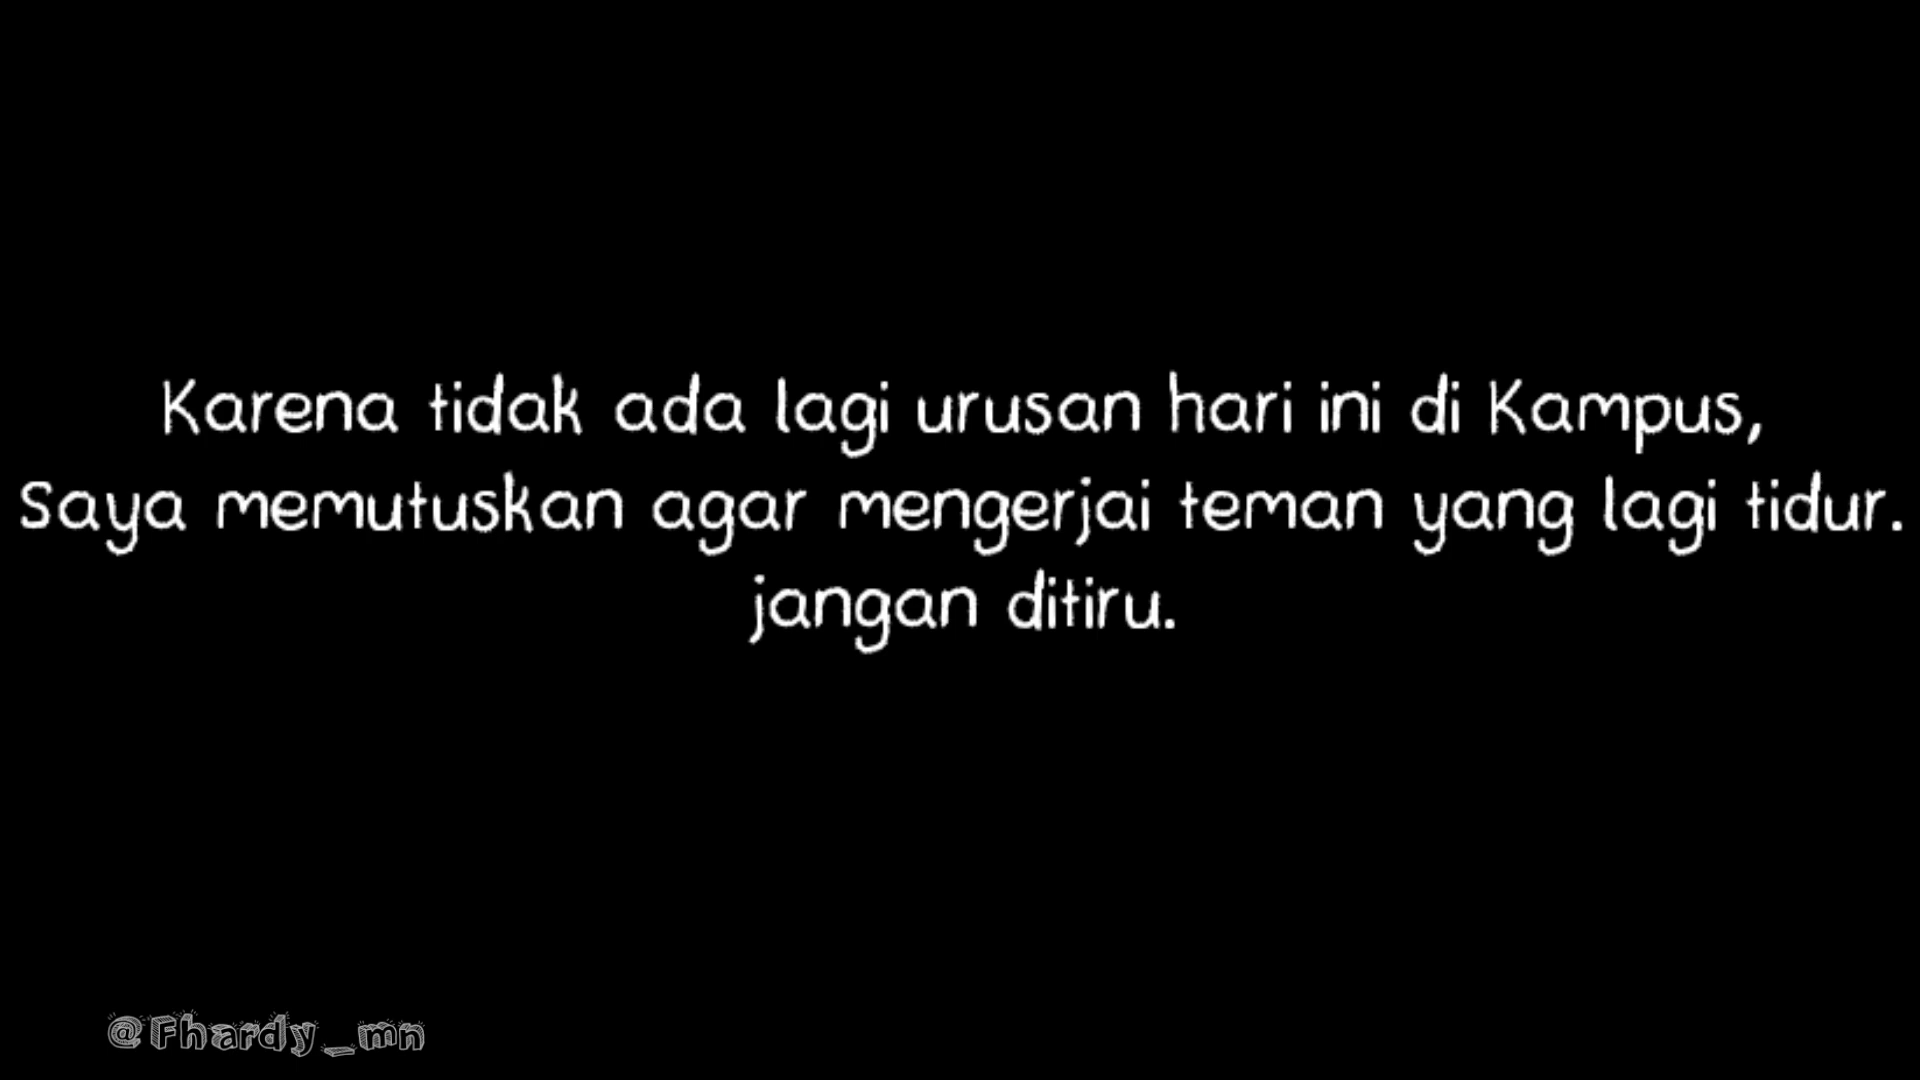 Karena tidak ada lagi urusan hari ini di Kampus,
Saya memutuskan agar mengerjai teman yang lagi tidur.
jangan ditiru.
@Fhardy_mn